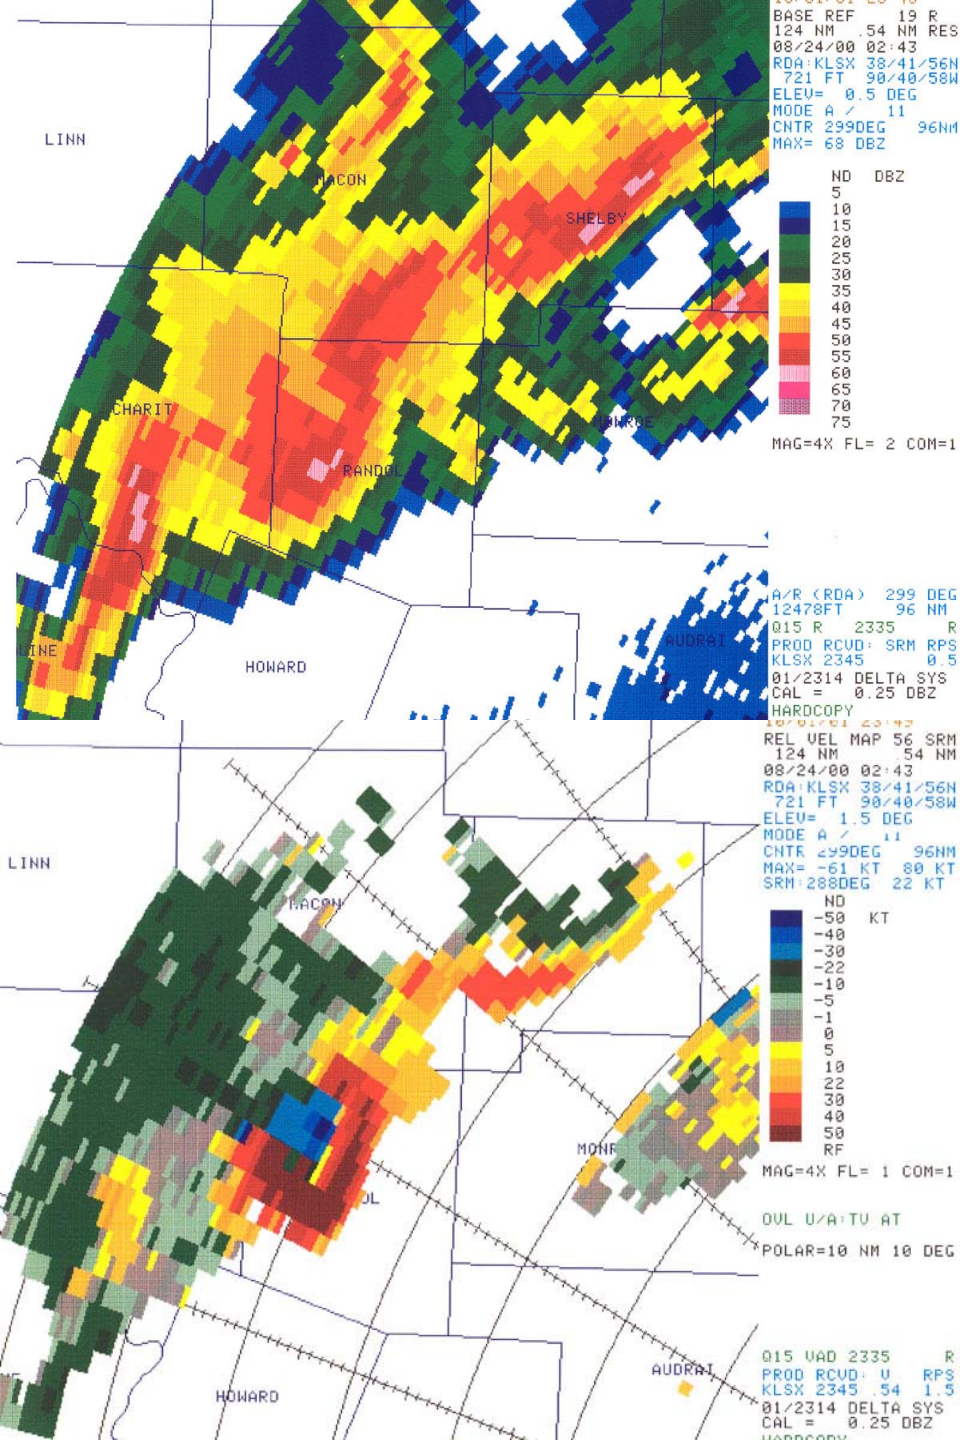 BASE REF 19 R
124 NM .54 NM RES
08/24/00 02:43
RDA:KLSX 38/41/56N
721 FT 90/40/58W
ELEV= 0.5 DEG
MODE A / 11
CNTR 299DEG 96NM
MAX= 68 DBZ
ND DBZ
5
10
15
20
25
30
35
40
45
50
55
60
65
70
75
MAG=4X FL= 2 COM=1
A/R (RDA) 299 DEG
12478FT 96 NM
Q15 R 2335 R
PROD RCVD: SRM RPS
KLSX 2345 0.5
01/2314 DELTA SYS
CAL = 0.25 DBZ
HARDCOPY
LINN
MACON
SHELBY
CHARIT
MONROE
RANDOL
AUDRAI
HOWARD
10/01/01 23:49
REL VEL MAP 56 SRM
124 NM .54 NM
08/24/00 02:43
RDA:KLSX 38/41/56N
721 FT 90/40/58W
ELEV= 1.5 DEG
MODE A / 11
CNTR 299DEG 96NM
MAX= -61 KT 80 KT
SRM:288DEG 22 KT
ND
-50 KT
-40
-30
-22
-10
-5
-1
0
5
10
22
30
40
50
RF
MAG=4X FL= 1 COM=1
OVL U/A:TV AT
POLAR=10 NM 10 DEG
Q15 VAD 2335 R
PROD RCVD: V RPS
KLSX 2345 .54 1.5
01/2314 DELTA SYS
CAL = 0.25 DBZ
HARDCOPY
LINN
MACON
MONR
OL
AUDRAI
HOWARD